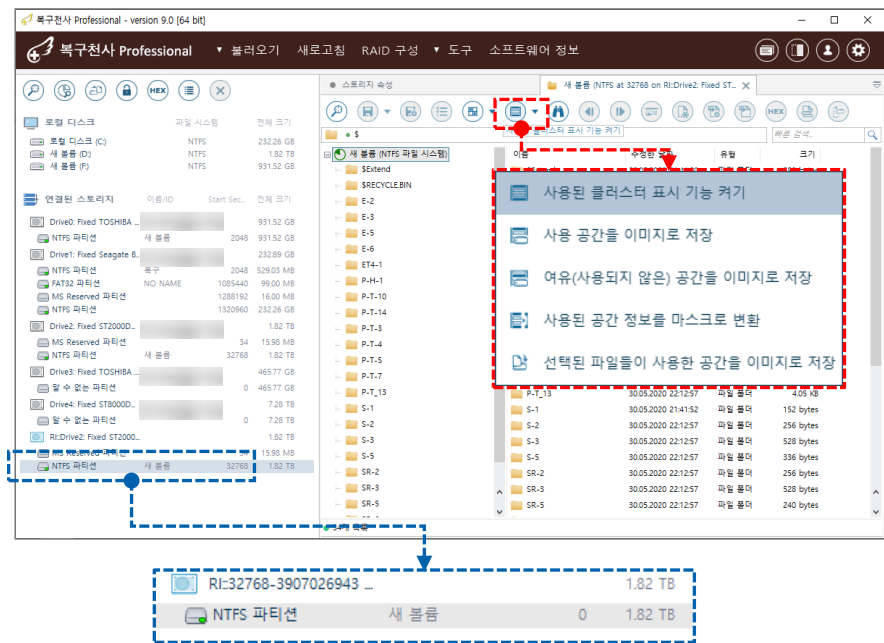 복구천사 Professional - version 9.0 [64 bit]
복구천사 Professional ▼ 불러오기 새로고침 RAID 구성 ▼ 도구 소프트웨어 정보
HEX
로컬 디스크 파일 시스템 전체 크기
로컬 디스크 (C:) NTFS 232.26 GB
새 볼륨 (D:) NTFS 1.82 TB
새 볼륨 (F:) NTFS 931.52 GB
연결된 스토리지 이름/ID Start Sec.. 전체 크기
Drive0: Fixed TOSHIBA ... 931.52 GB
NTFS 파티션 새 볼륨 2048 931.52 GB
Drive1: Fixed Seagate B... 232.89 GB
NTFS 파티션 복구 2048 529.03 MB
FAT32 파티션 NO NAME 1085440 99.00 MB
MS Reserved 파티션 1288192 16.00 MB
NTFS 파티션 1320960 232.26 GB
Drive2: Fixed ST2000D... 1.82 TB
MS Reserved 파티션 34 15.98 MB
NTFS 파티션 새 볼륨 32768 1.82 TB
Drive3: Fixed TOSHIBA ... 465.77 GB
알 수 없는 파티션 0 465.77 GB
Drive4: Fixed ST8000D... 7.28 TB
알 수 없는 파티션 0 7.28 TB
RI::Drive2: Fixed ST2000... 1.82 TB
MS Reserved 파티션 34 15.98 MB
NTFS 파티션 새 볼륨 32768 1.82 TB
스토리지 속성 새 볼륨 (NTFS at 32768 on RI::Drive2: Fixed ST... X
HEX
클러스터 표시 기능 켜기
$ 빠른 검색...
새 볼륨 (NTFS 파일 시스템)
$Extend
$RECYCLE.BIN
E-2
E-3
E-5
E-6
ET4-1
P-H-1
P-T-10
P-T-14
P-T-3
P-T-4
P-T-5
P-T-7
P-T_13
S-1
S-2
S-3
S-5
SR-2
SR-3
SR-5
이름 수정한 날짜 유형 크기
사용된 클러스터 표시 기능 켜기
사용 공간을 이미지로 저장
여유(사용되지 않은) 공간을 이미지로 저장
사용된 공간 정보를 마스크로 변환
선택된 파일들이 사용한 공간을 이미지로 저장
P-T_13 30.05.2020 22:12:57 파일 폴더 4.05 KB
S-1 30.05.2020 21:41:52 파일 폴더 152 bytes
S-2 30.05.2020 22:12:57 파일 폴더 256 bytes
S-3 30.05.2020 22:12:57 파일 폴더 528 bytes
S-5 30.05.2020 22:12:57 파일 폴더 336 bytes
SR-2 30.05.2020 22:12:57 파일 폴더 256 bytes
SR-3 30.05.2020 22:12:57 파일 폴더 528 bytes
SR-5 30.05.2020 22:12:57 파일 폴더 240 bytes
RI::32768-3907026943 ... 1.82 TB
NTFS 파티션 새 볼륨 0 1.82 TB